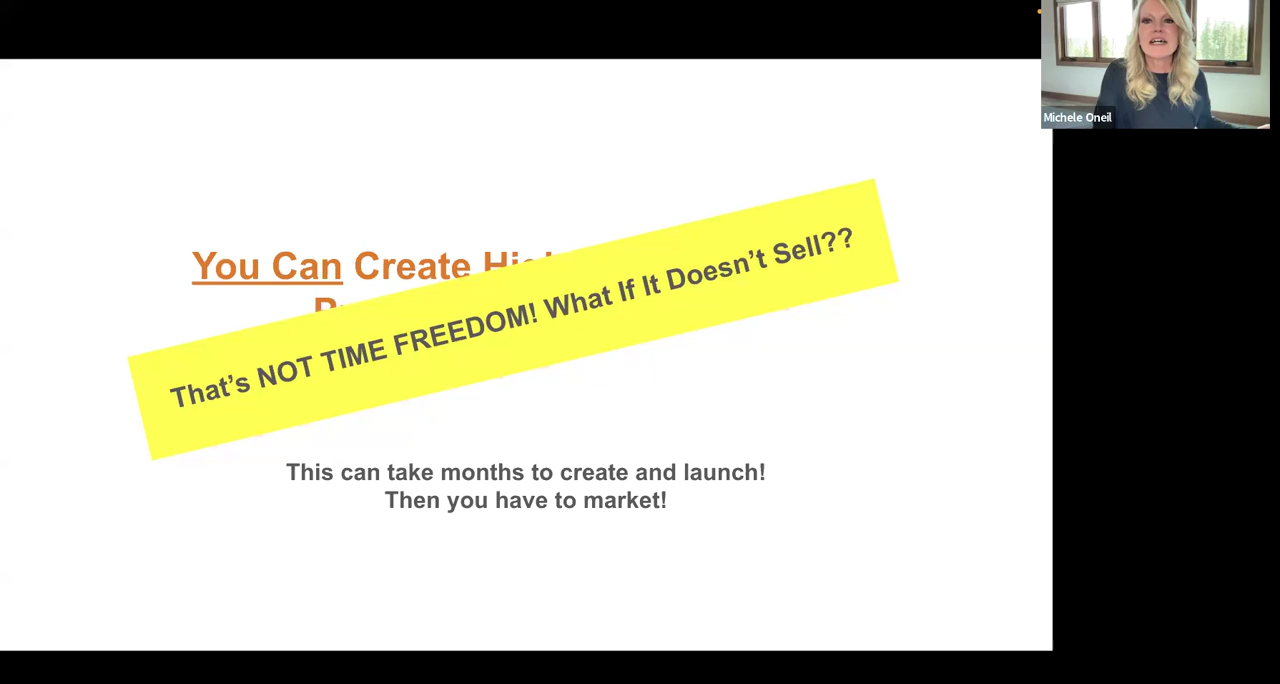 Michele Oneil
You Can Create
That's NOT TIME FREEDOM! What If It Doesn't Sell??
This can take months to create and launch!
Then you have to market!